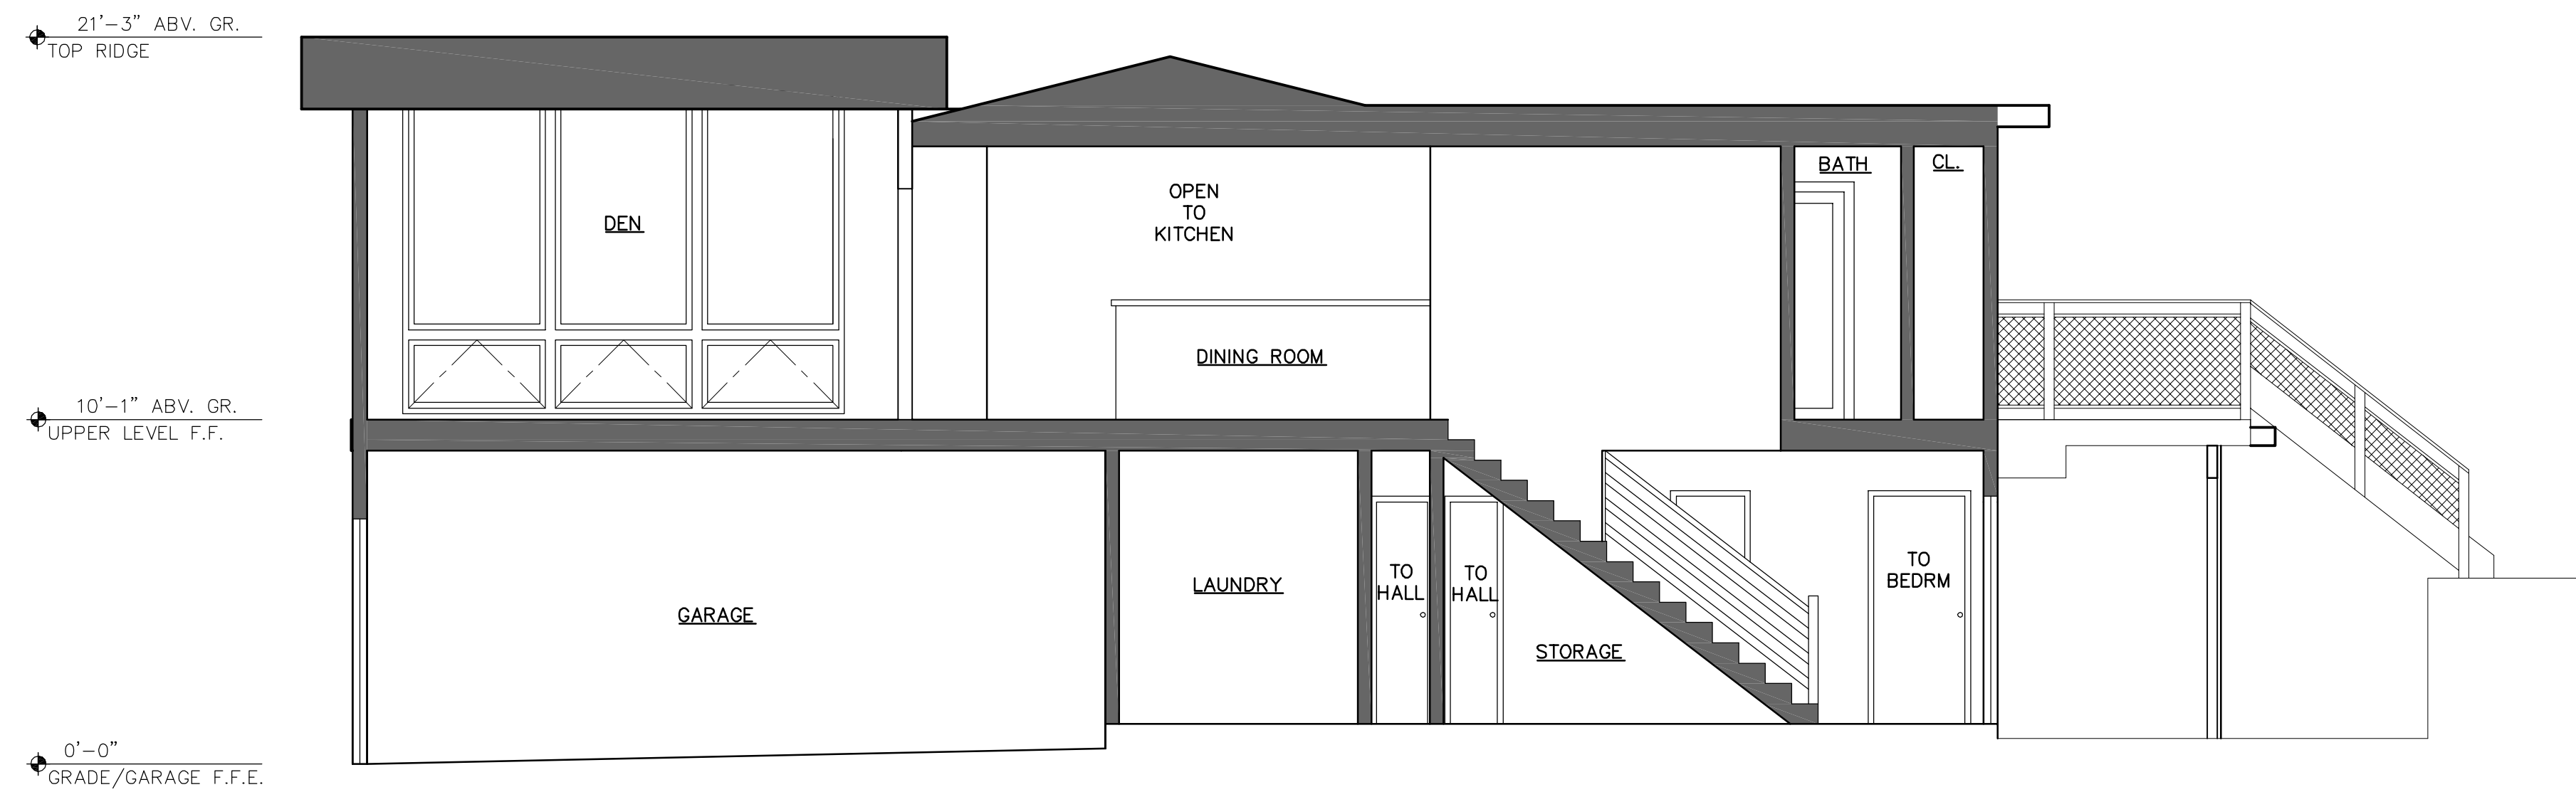 21'-3" ABV. GR.
TOP RIDGE
BATH
CL.
OPEN
TO
KITCHEN
DEN
DINING ROOM
10'-1" ABV. GR.
UPPER LEVEL F.F.
TO
HALL
TO
HALL
TO
BEDRM
LAUNDRY
GARAGE
STORAGE
0'-0"
GRADE/GARAGE F.F.E.